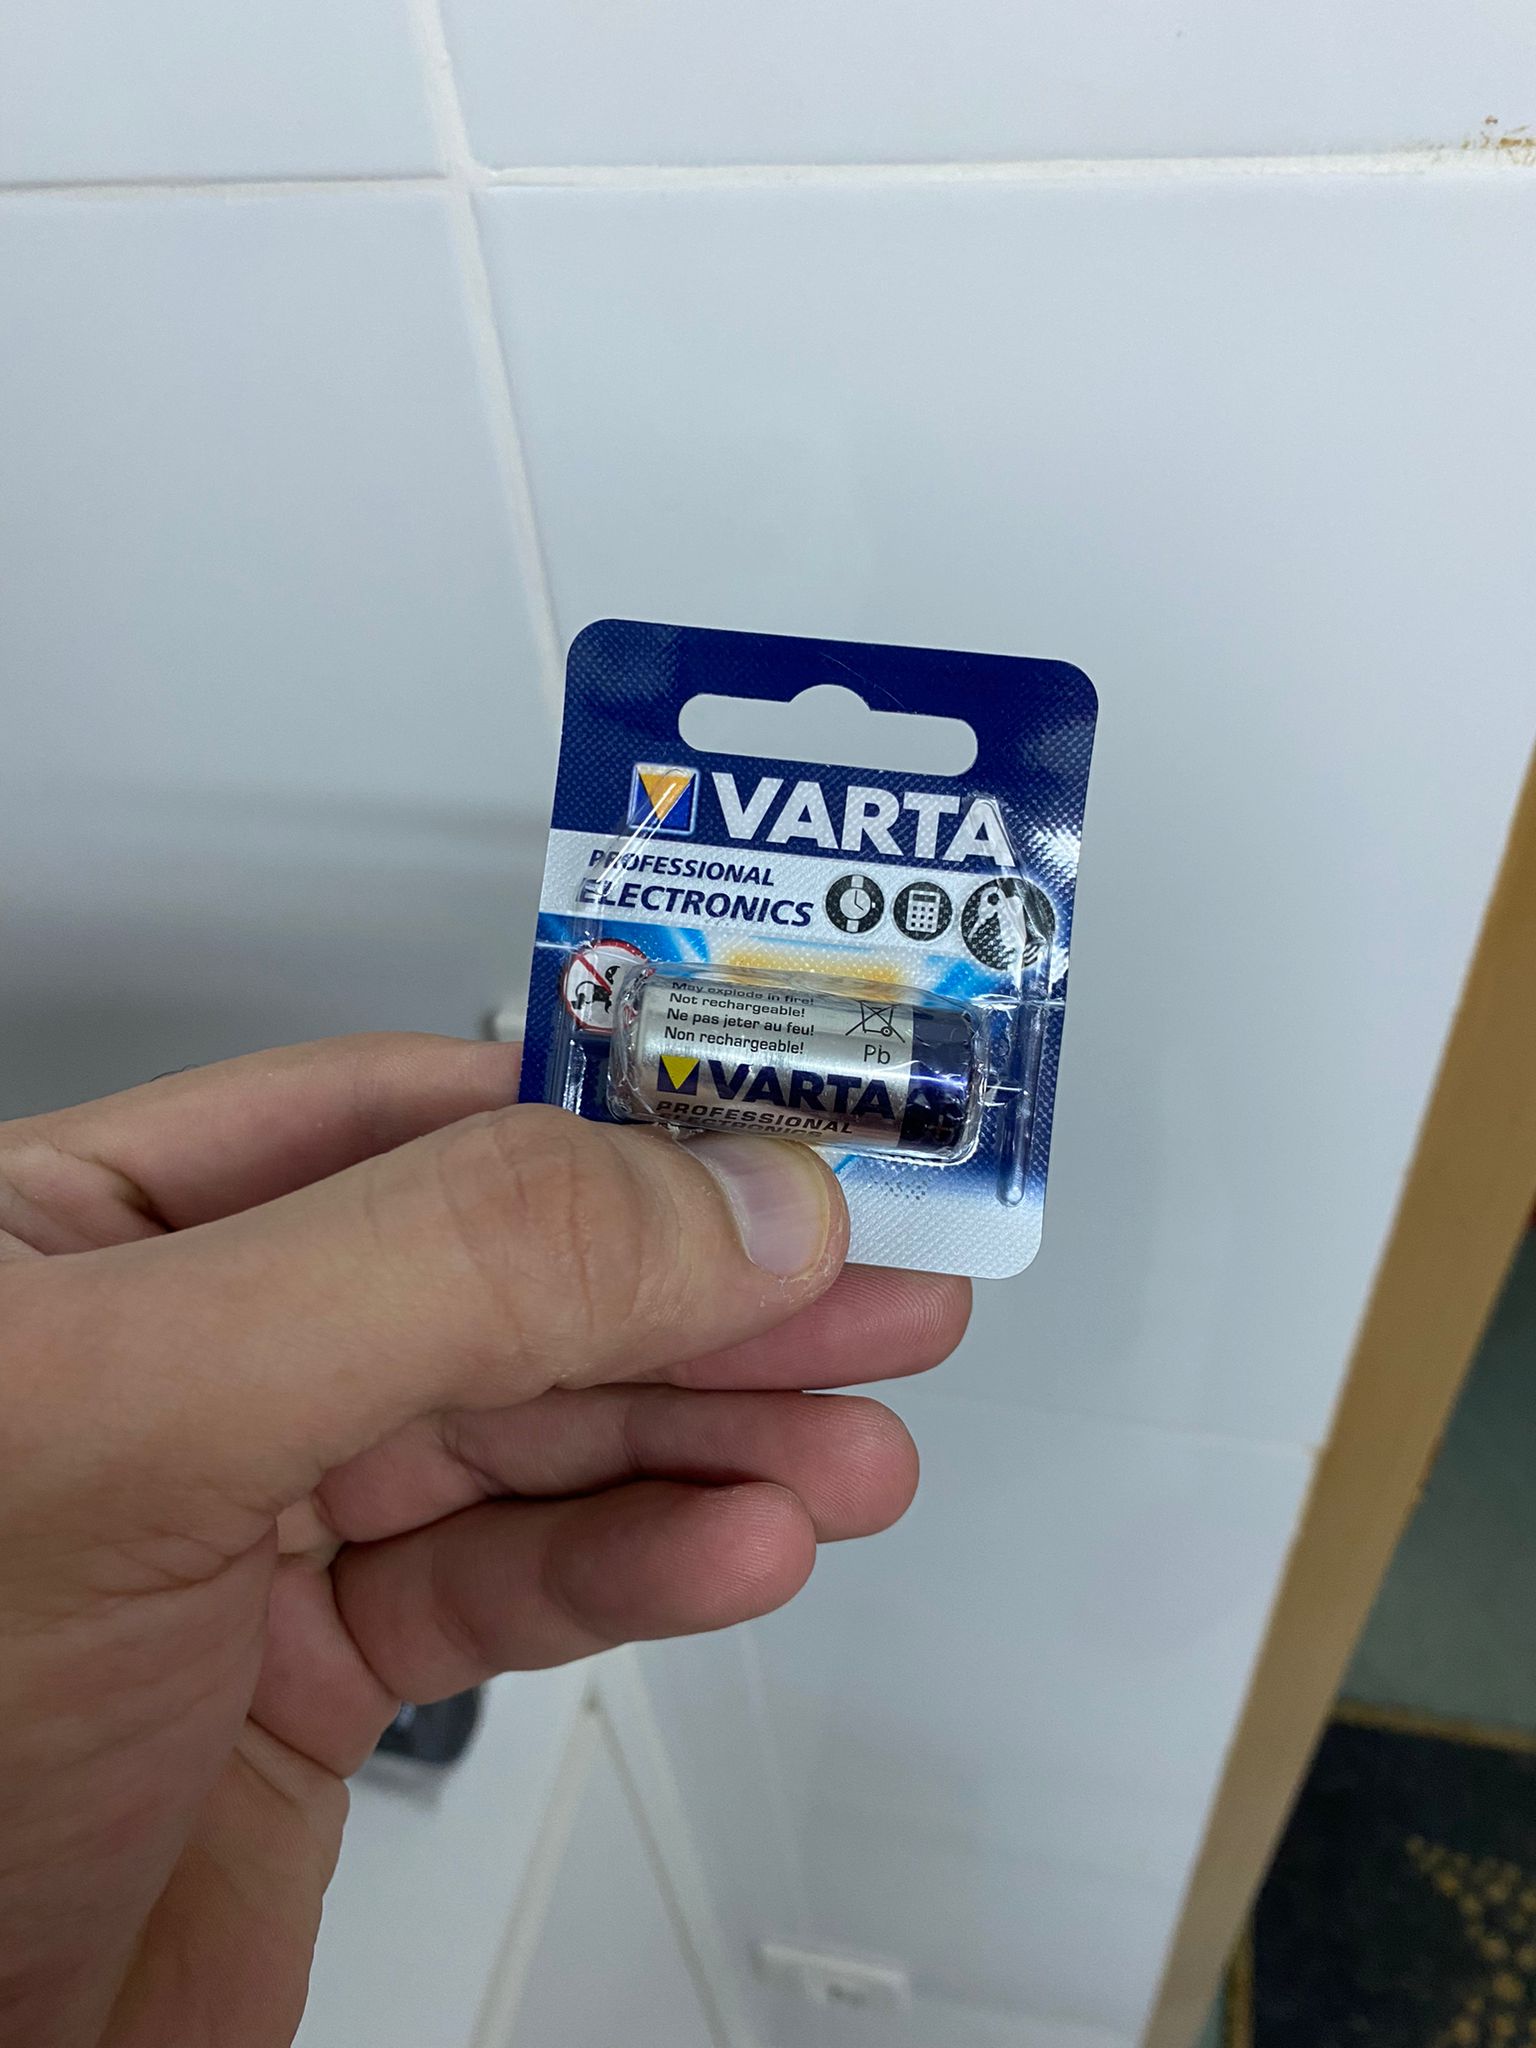 VARTA
PROFESSIONAL
ELECTRONICS
May explode in fire!
Not rechargeable!
Ne pas jeter au feu!
Non rechargeable!
Pb
VARTA
PROFESSIONAL
ELECTRONICS
+